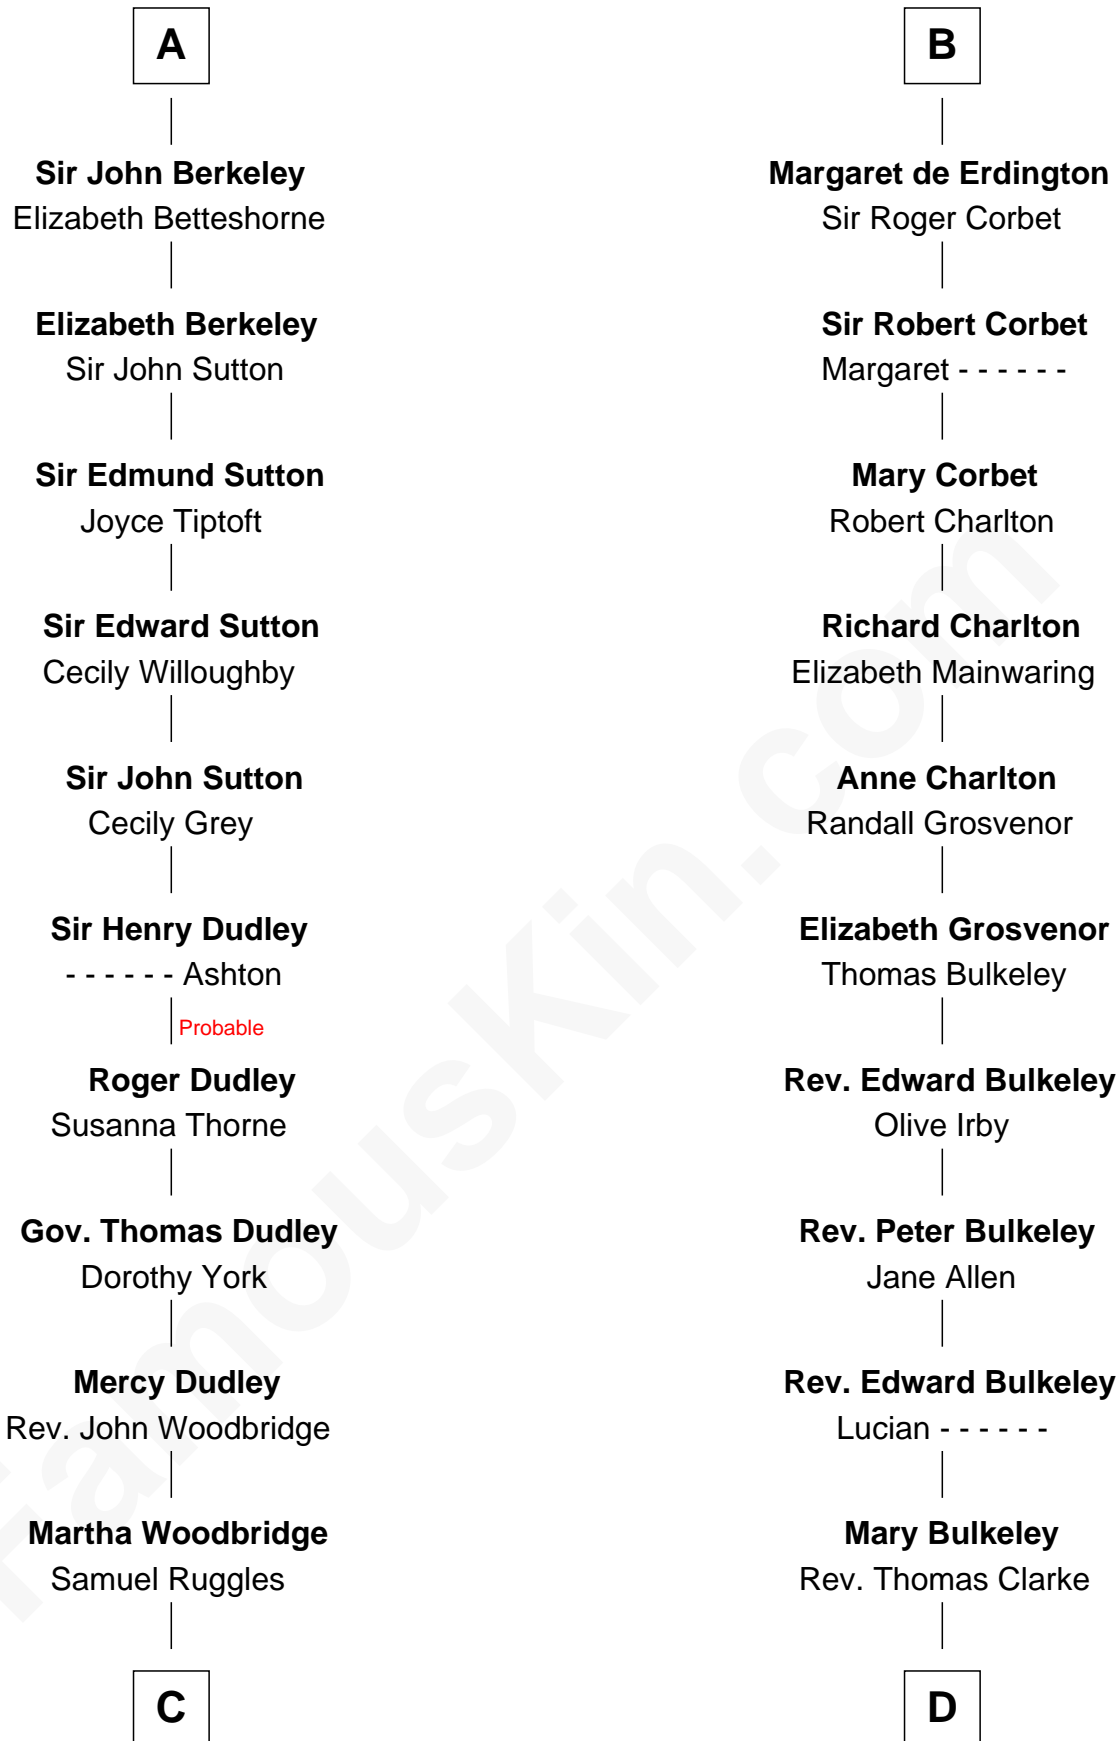 A
Sir John Berkeley
Elizabeth Betteshorne
Elizabeth Berkeley
Sir John Sutton
Sir Edmund Sutton
Joyce Tiptoft
Sir Edward Sutton
Cecily Willoughby
Sir John Sutton
Cecily Grey
Sir Henry Dudley
- - - - - - Ashton
Probable
Roger Dudley
Susanna Thorne
Gov. Thomas Dudley
Dorothy York
Mercy Dudley
Rev. John Woodbridge
Martha Woodbridge
Samuel Ruggles
C
B
Margaret de Erdington
Sir Roger Corbet
Sir Robert Corbet
Margaret - - - - - -
Mary Corbet
Robert Charlton
Richard Charlton
Elizabeth Mainwaring
Anne Charlton
Randall Grosvenor
Elizabeth Grosvenor
Thomas Bulkeley
Rev. Edward Bulkeley
Olive Irby
Rev. Peter Bulkeley
Jane Allen
Rev. Edward Bulkeley
Lucian - - - - - -
Mary Bulkeley
Rev. Thomas Clarke
D
FamousKin.com